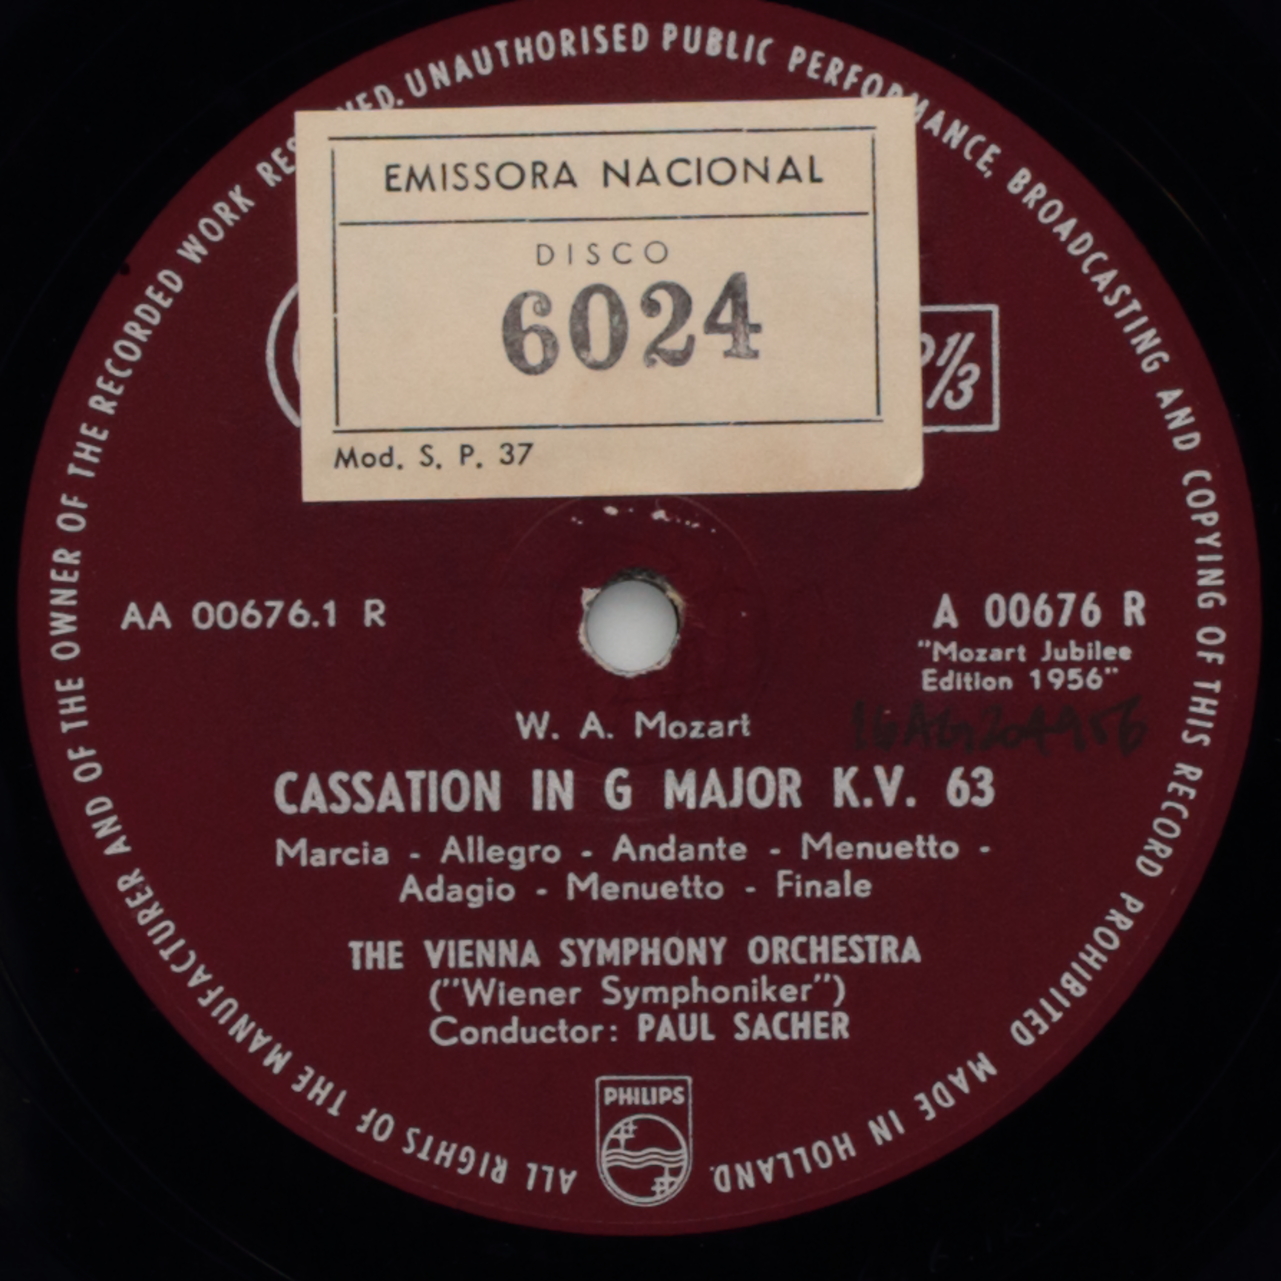 ALL RIGHTS OF THE MANUFACTURER AND OF THE OWNER OF THE RECORDED WORK UNAUTHORISED PUBLIC PERFORMANCE, BROADCASTING AND COPYING OF THIS RECORD PROHIBITED MADE IN HOLLAND.
EMISSORA NACIONAL
DISCO
6024
Mod. S. P. 37
1/3
AA 00676.1 R
A 00676 R
"Mozart Jubilee
Edition 1956"
W. A. Mozart
CASSATION IN G MAJOR K.V. 63
Marcia - Allegro - Andante - Menuetto -
Adagio - Menuetto - Finale
THE VIENNA SYMPHONY ORCHESTRA
("Wiener Symphoniker")
Conductor: PAUL SACHER
PHILIPS